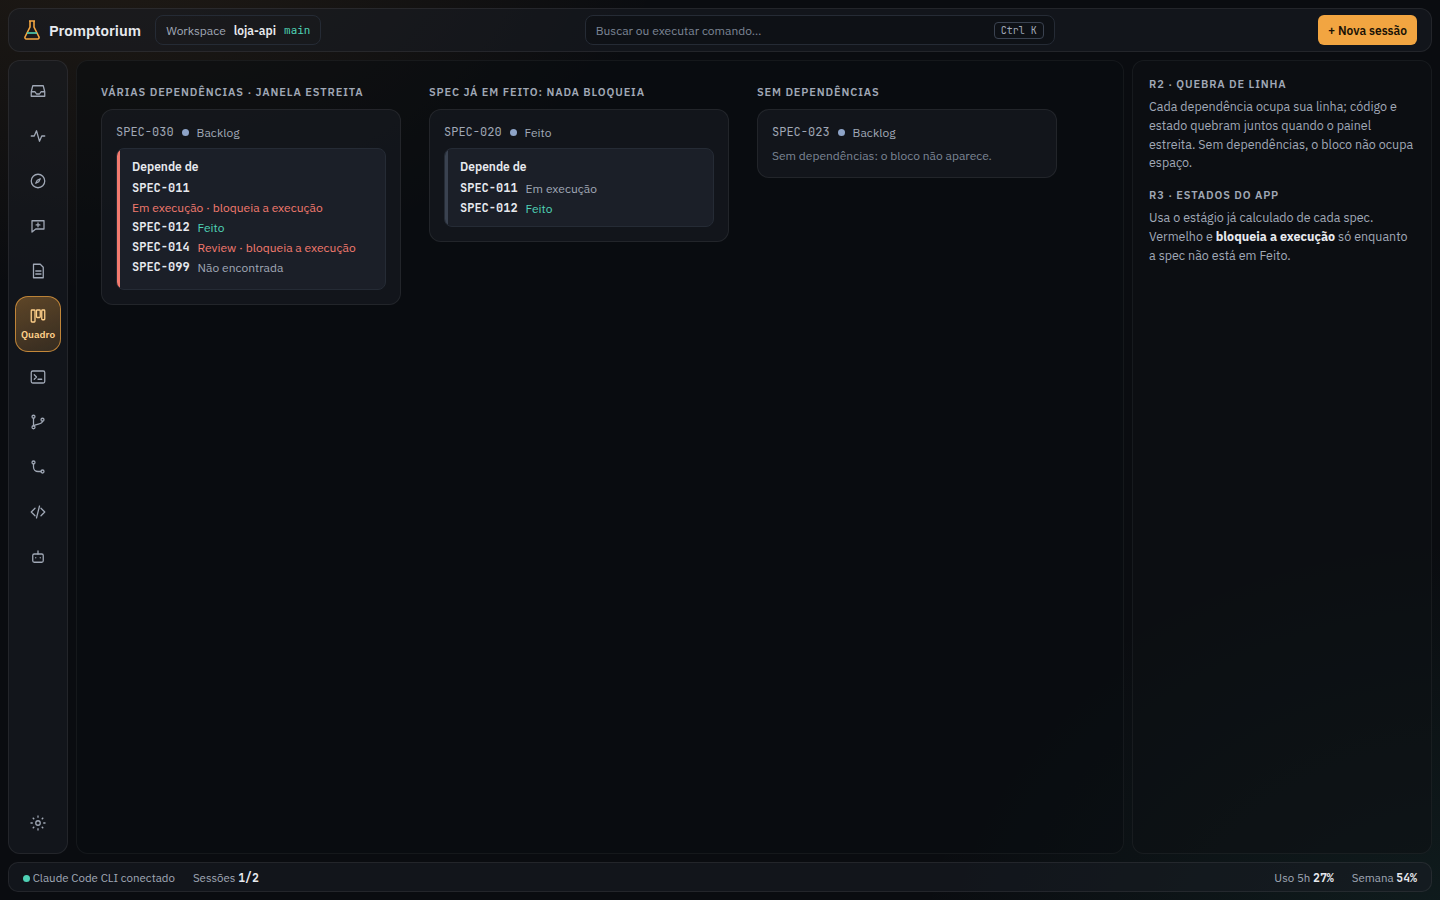 Promptorium
Workspace loja-api main
Buscar ou executar comando...
Ctrl K
+ Nova sessão
Quadro
VÁRIAS DEPENDÊNCIAS · JANELA ESTREITA
SPEC-030 Backlog
Depende de
SPEC-011
Em execução · bloqueia a execução
SPEC-012 Feito
SPEC-014 Review · bloqueia a execução
SPEC-099 Não encontrada
SPEC JÁ EM FEITO: NADA BLOQUEIA
SPEC-020 Feito
Depende de
SPEC-011 Em execução
SPEC-012 Feito
SEM DEPENDÊNCIAS
SPEC-023 Backlog
Sem dependências: o bloco não aparece.
R2 · QUEBRA DE LINHA
Cada dependência ocupa sua linha; código e
estado quebram juntos quando o painel
estreita. Sem dependências, o bloco não ocupa
espaço.
R3 · ESTADOS DO APP
Usa o estágio já calculado de cada spec.
Vermelho e bloqueia a execução só enquanto
a spec não está em Feito.
Claude Code CLI conectado
Sessões 1/2
Uso 5h 27%
Semana 54%